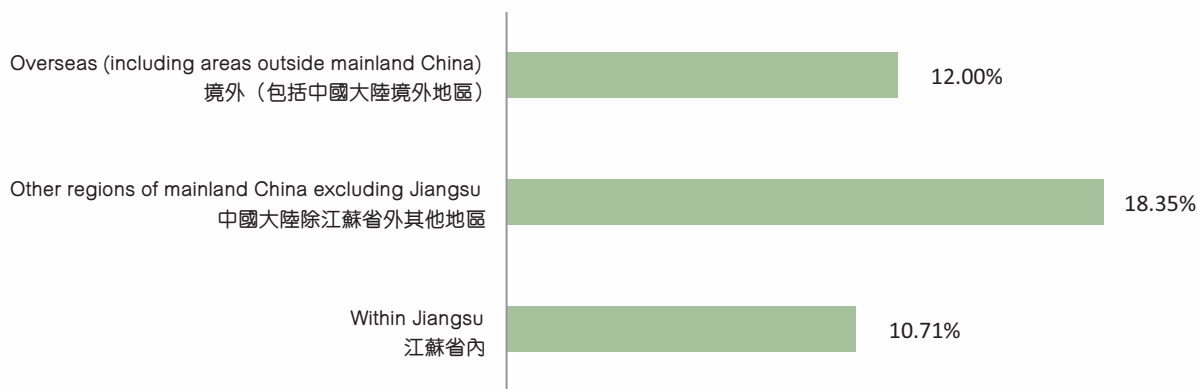 Overseas (including areas outside mainland China)
境外（包括中國大陸境外地區）
12.00%
Other regions of mainland China excluding Jiangsu
中國大陸除江蘇省外其他地區
18.35%
Within Jiangsu
江蘇省內
10.71%